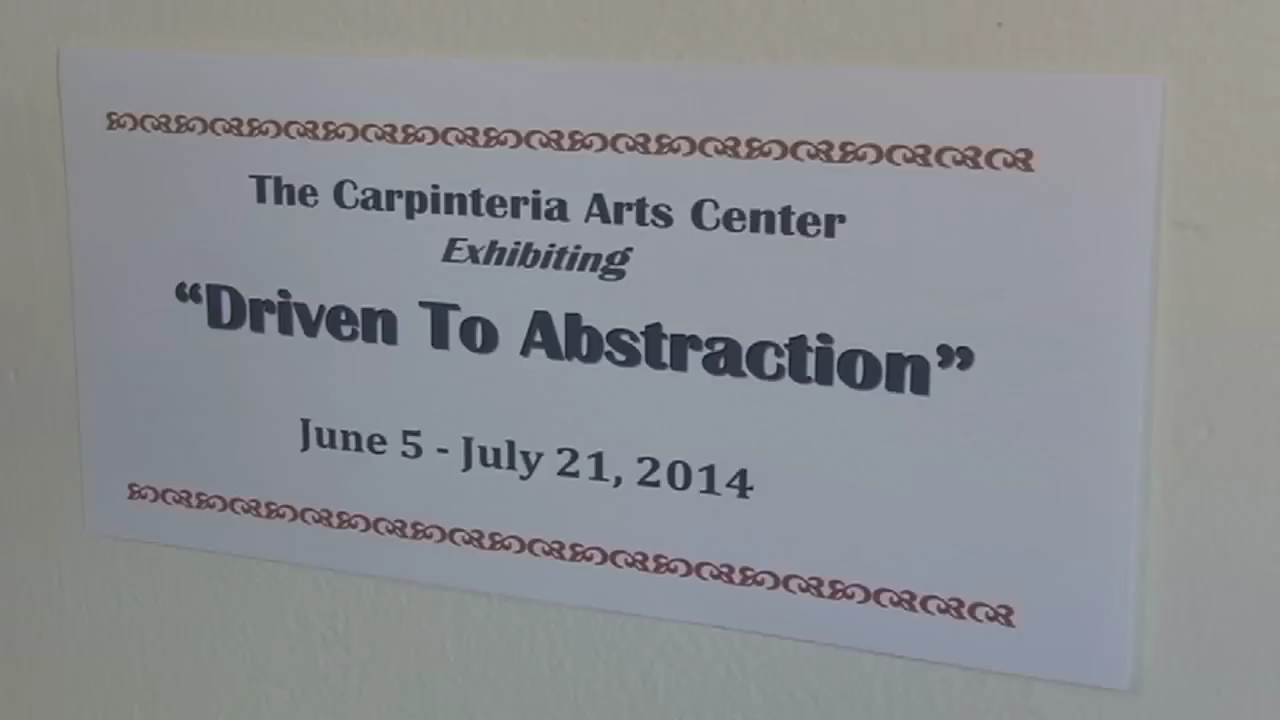 The Carpinteria Arts Center
Exhibiting
“Driven To Abstraction”
June 5 - July 21, 2014